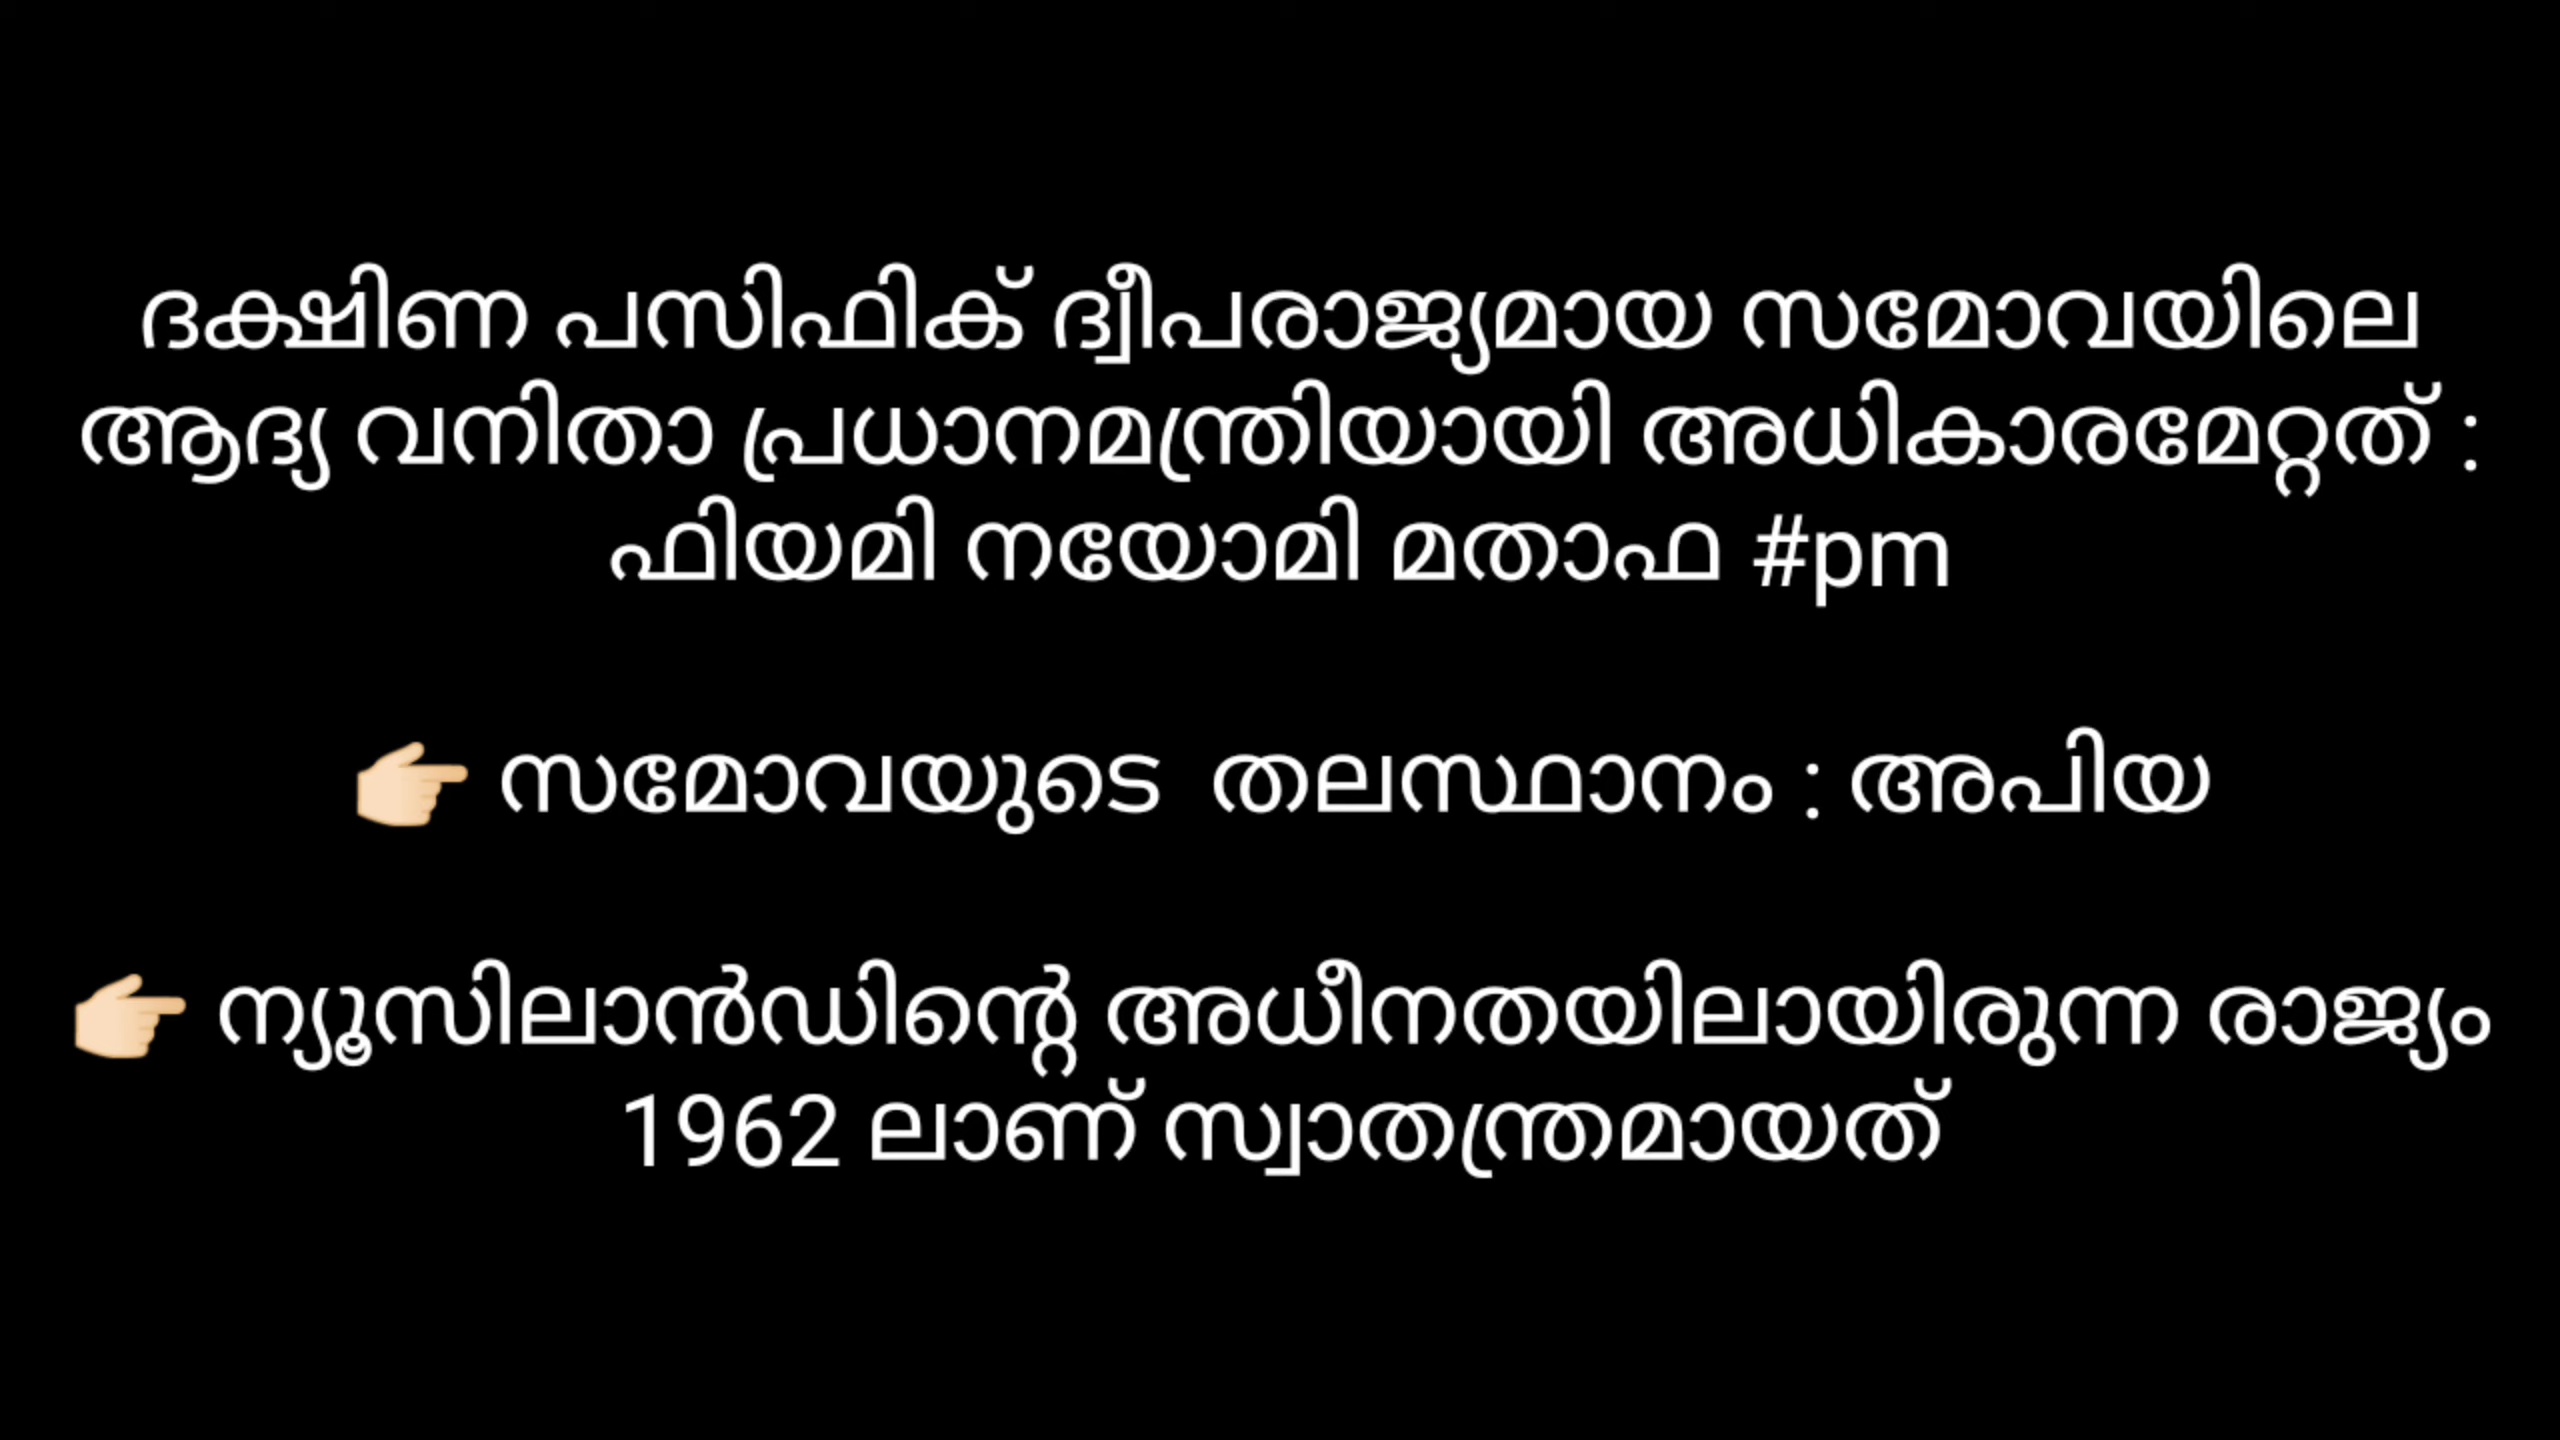 ദക്ഷിണ പസിഫിക് ദ്വീപരാജ്യമായ സമോവയിലെ
ആദ്യ വനിതാ പ്രധാനമന്ത്രിയായി അധികാരമേറ്റത് :
ഫിയമി നയോമി മതാഫ #pm
👉🏼 സമോവയുടെ തലസ്ഥാനം : അപിയ
👉🏼 ന്യൂസിലാൻഡിന്റെ അധീനതയിലായിരുന്ന രാജ്യം
1962 ലാണ് സ്വാതന്ത്രമായത്